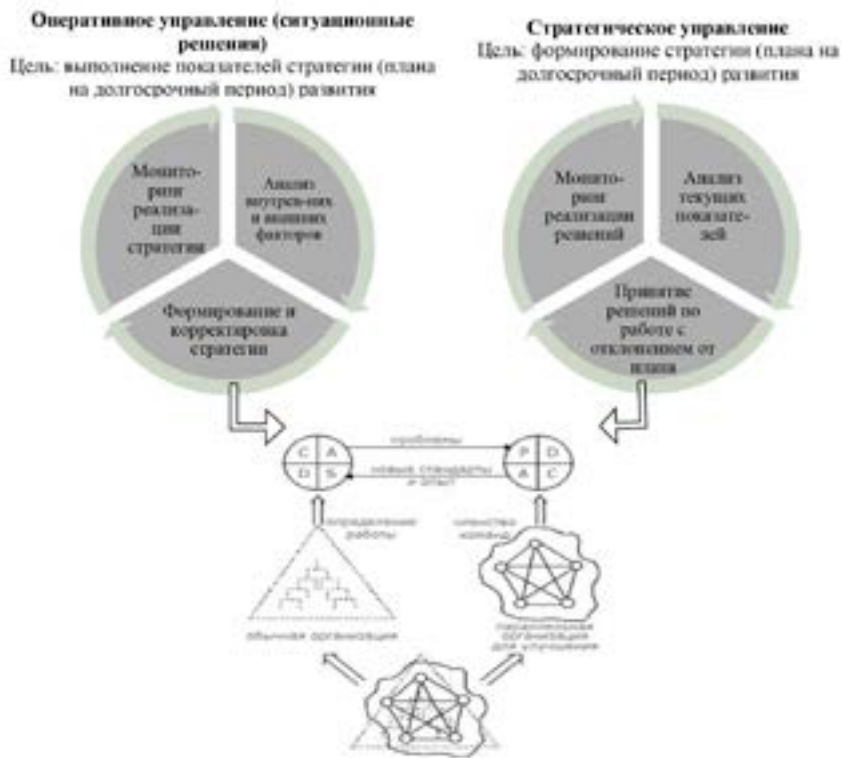 Оперативное управление (ситуационные
решения)
Цель: выполнение показателей стратегии (плана
на долгосрочный период) развития
Стратегическое управление
Цель: формирование стратегии (плана на
долгосрочный период) развития
Монито-
ринг
реализа-
ции
стратегии
Анализ
внутрен-них
и внешних
факторов
Формирование и
корректировка
стратегии
Монито-
ринг
реализации
решений
Анализ
текущих
показате-
лей
Принятие
решений по
работе с
отклонением от
плана
C A
D S
проблемы
новые стандарты
и опыт
P D
A C
определение
работы
членство
команд
обычная организация
параллельная
организация
для улучшения